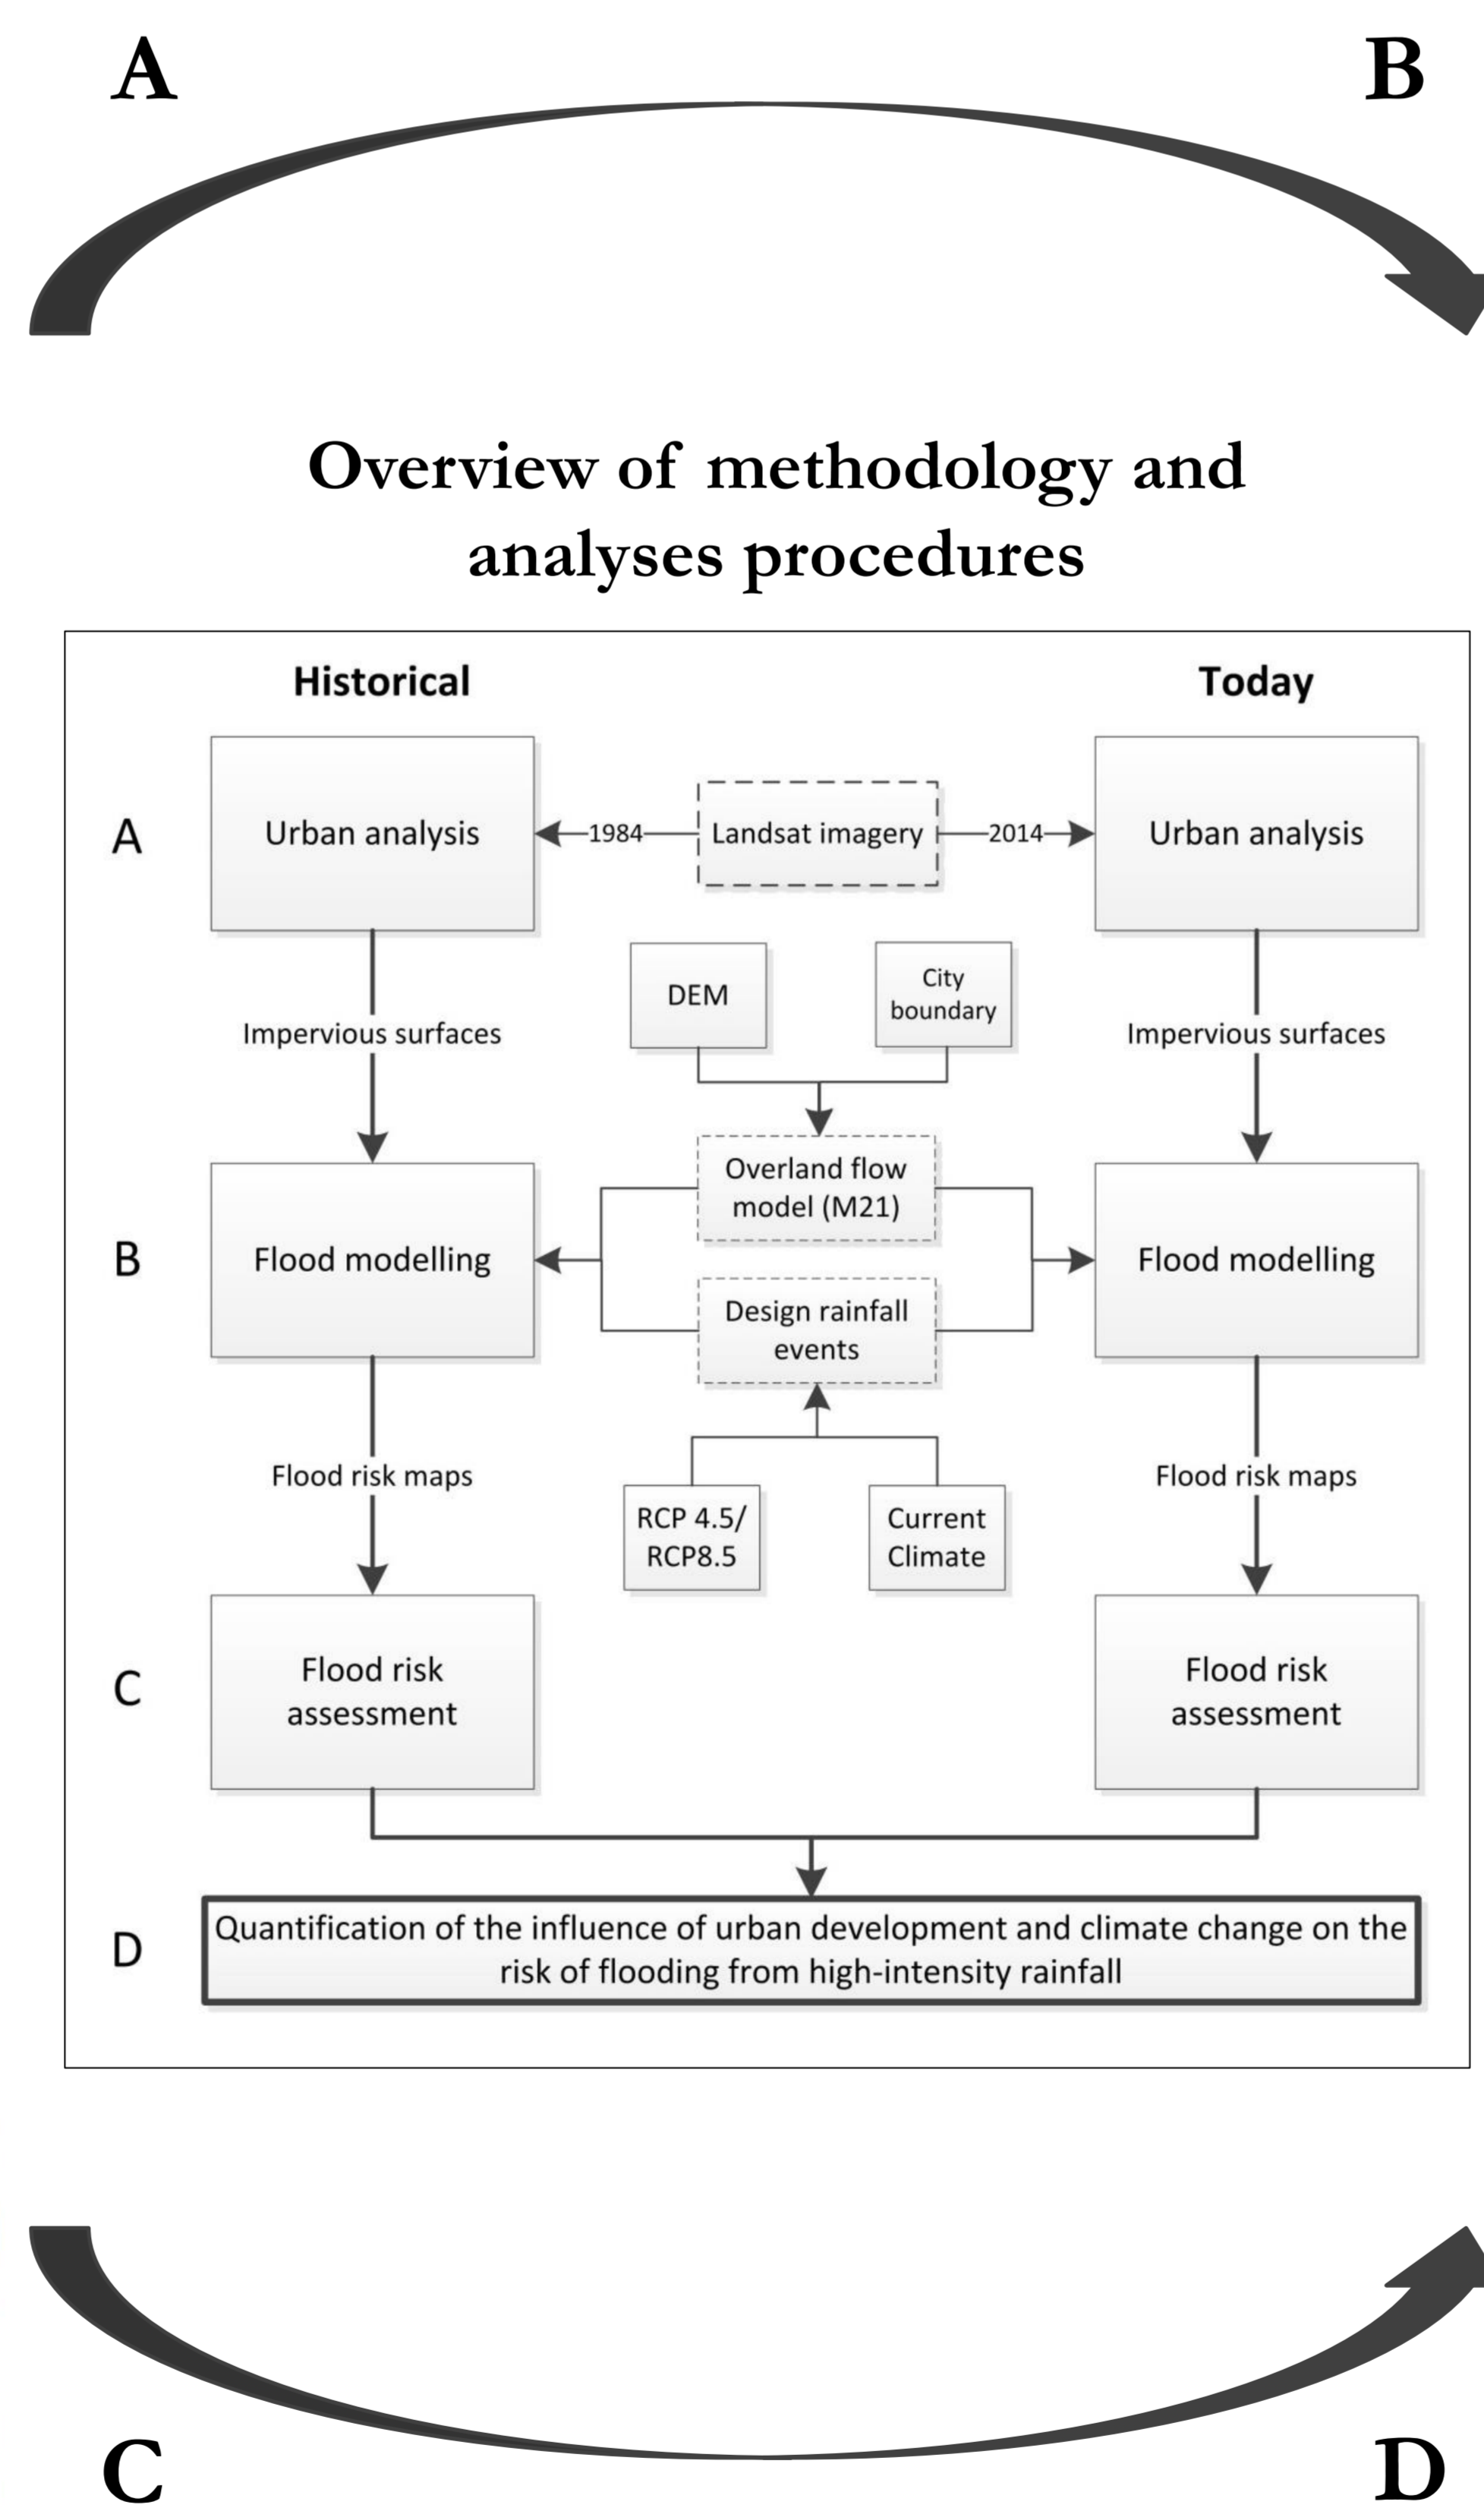 A
B
Overview of methodology and
analyses procedures
Historical
Today
A
Urban analysis
1984
Landsat imagery
2014
Urban analysis
DEM
City
boundary
Impervious surfaces
Impervious surfaces
B
Flood modelling
Overland flow
model (M21)
Design rainfall
events
Flood modelling
Flood risk maps
Flood risk maps
RCP 4.5/
RCP8.5
Current
Climate
C
Flood risk
assessment
Flood risk
assessment
D
Quantification of the influence of urban development and climate change on the
risk of flooding from high-intensity rainfall
C
D